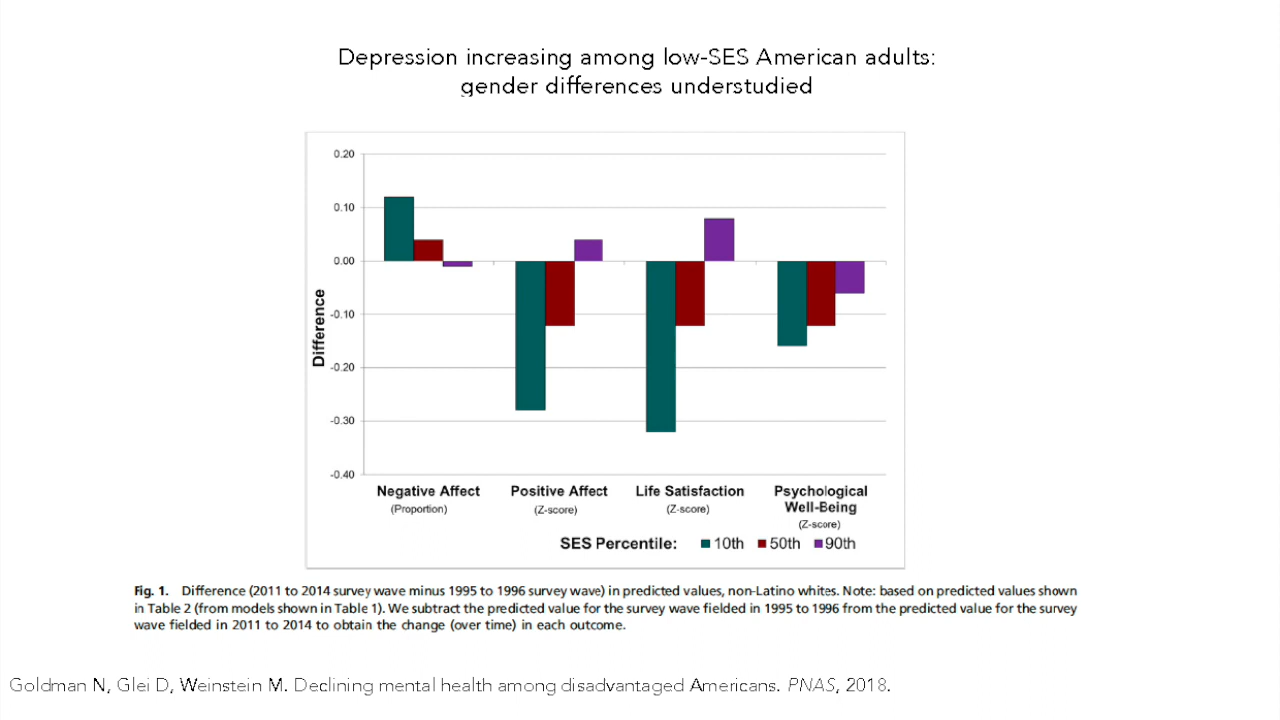 Depression increasing among low-SES American adults:
gender differences understudied
0.20
0.10
0.00
-0.10
-0.20
-0.30
-0.40
Difference
Negative Affect
(Proportion)
Positive Affect
(Z-score)
Life Satisfaction
(Z-score)
Psychological
Well-Being
(Z-score)
SES Percentile: 10th 50th 90th
Fig. 1. Difference (2011 to 2014 survey wave minus 1995 to 1996 survey wave) in predicted values, non-Latino whites. Note: based on predicted values shown
in Table 2 (from models shown in Table 1). We subtract the predicted value for the survey wave fielded in 1995 to 1996 from the predicted value for the survey
wave fielded in 2011 to 2014 to obtain the change (over time) in each outcome.
Goldman N, Glei D, Weinstein M. Declining mental health among disadvantaged Americans. PNAS, 2018.